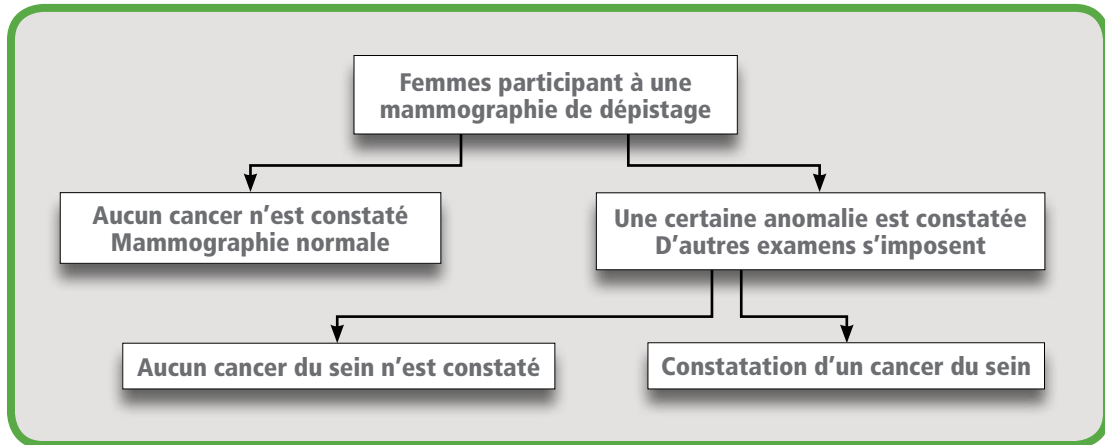 Femmes participant à une
mammographie de dépistage
Aucun cancer n’est constaté
Mammographie normale
Une certaine anomalie est constatée
D’autres examens s’imposent
Aucun cancer du sein n’est constaté
Constatation d’un cancer du sein